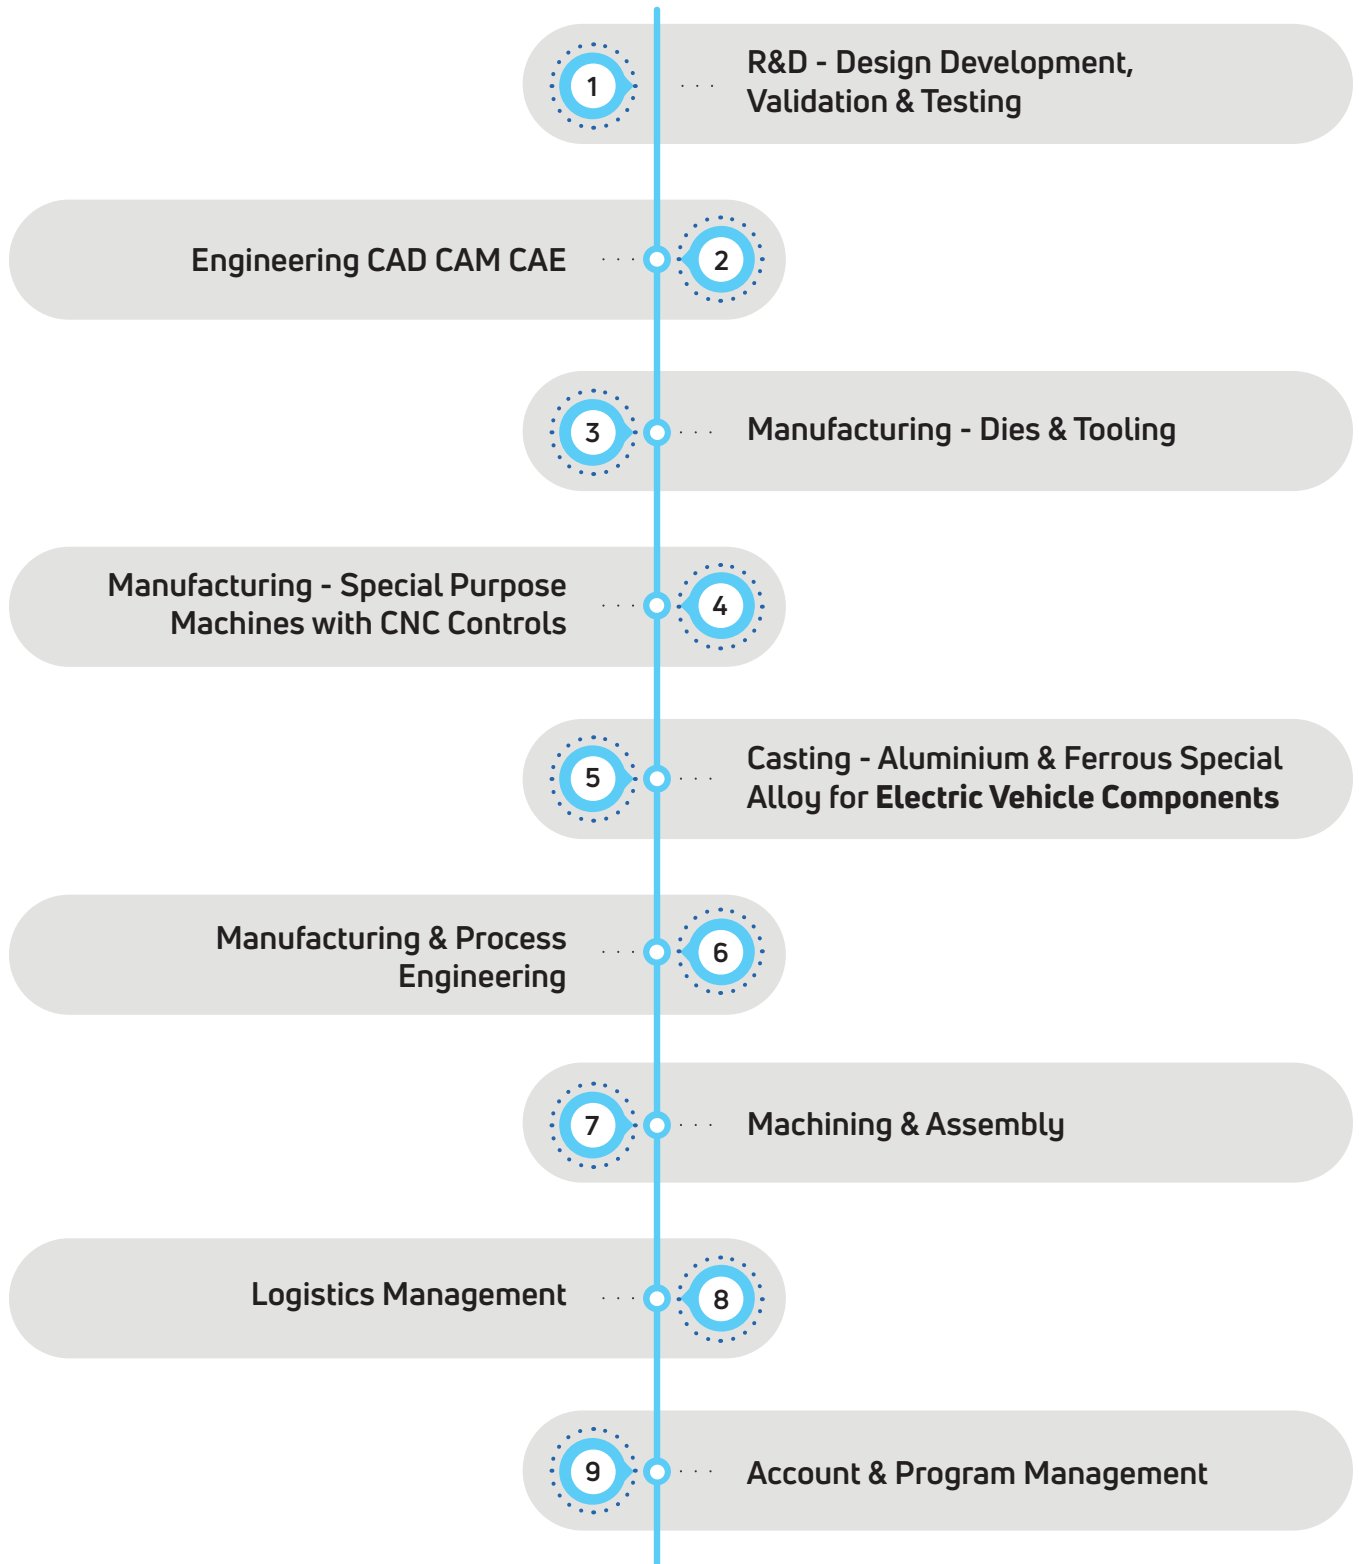 1
R&D - Design Development,
Validation & Testing
Engineering CAD CAM CAE
2
3
Manufacturing - Dies & Tooling
Manufacturing - Special Purpose
Machines with CNC Controls
4
5
Casting - Aluminium & Ferrous Special
Alloy for Electric Vehicle Components
Manufacturing & Process
Engineering
6
7
Machining & Assembly
Logistics Management
8
9
Account & Program Management